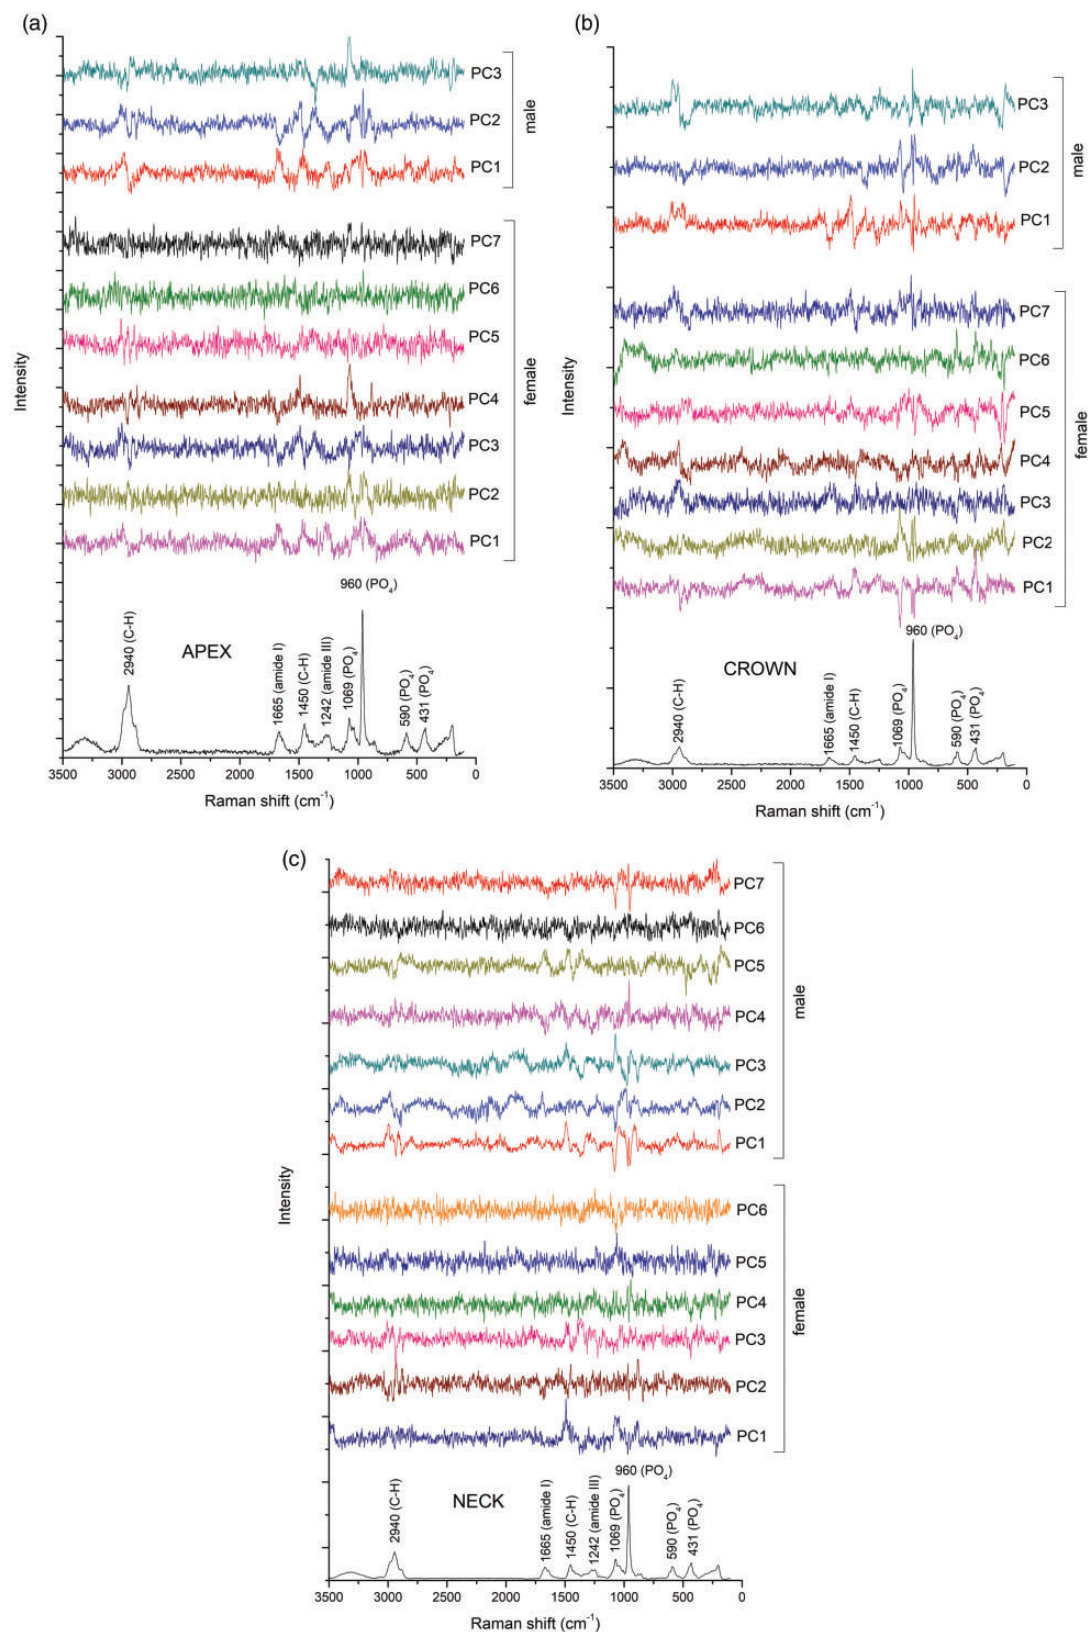 (a)
PC3
PC2
PC1
male
PC7
PC6
PC5
PC4
PC3
PC2
PC1
female
Intensity
960 (PO4)
2940 (C-H)
APEX
1665 (amide I)
1450 (C-H)
1242 (amide III)
1069 (PO4)
590 (PO4)
431 (PO4)
3500 3000 2500 2000 1500 1000 500 0
Raman shift (cm-1)
(b)
PC3
PC2
PC1
male
PC7
PC6
PC5
PC4
PC3
PC2
PC1
female
Intensity
960 (PO4)
2940 (C-H)
CROWN
1665 (amide I)
1450 (C-H)
1069 (PO4)
590 (PO4)
431 (PO4)
3500 3000 2500 2000 1500 1000 500 0
Raman shift (cm-1)
(c)
PC7
PC6
PC5
PC4
PC3
PC2
PC1
male
PC6
PC5
PC4
PC3
PC2
PC1
female
Intensity
960 (PO4)
2940 (C-H)
NECK
1665 (amide I)
1450 (C-H)
1242 (amide III)
1069 (PO4)
590 (PO4)
431 (PO4)
3500 3000 2500 2000 1500 1000 500 0
Raman shift (cm-1)